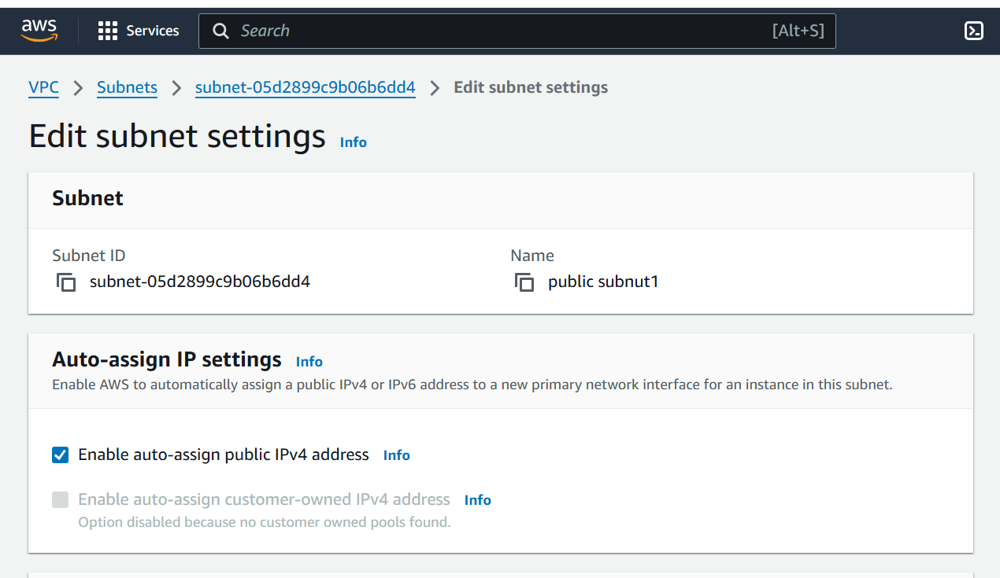 aws Services Search [Alt+S]
VPC Subnets subnet-05d2899c9b06b6dd4 Edit subnet settings
Edit subnet settings Info
Subnet
Subnet ID Name
subnet-05d2899c9b06b6dd4 public subnut1
Auto-assign IP settings Info
Enable AWS to automatically assign a public IPv4 or IPv6 address to a new primary network interface for an instance in this subnet.
Enable auto-assign public IPv4 address Info
Enable auto-assign customer-owned IPv4 address Info
Option disabled because no customer owned pools found.